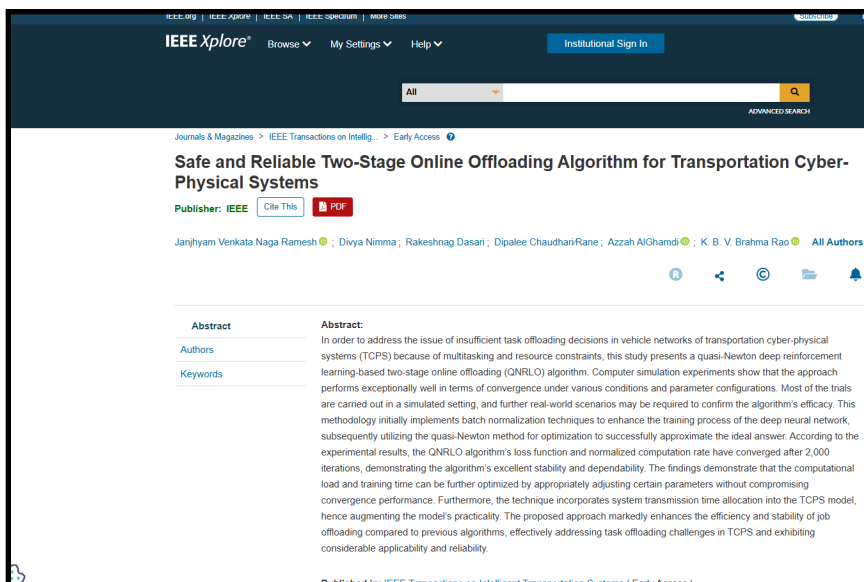 IEEE.org | IEEE Xplore | IEEE SA | IEEE Spectrum | More Sites
Subscribe
IEEE Xplore®
Browse
My Settings
Help
Institutional Sign In
All
ADVANCED SEARCH
Journals & Magazines > IEEE Transactions on Intellig... > Early Access
Safe and Reliable Two-Stage Online Offloading Algorithm for Transportation Cyber-
Physical Systems
Publisher: IEEE
Cite This
PDF
Janjhyam Venkata Naga Ramesh ; Divya Nimma ; Rakeshnag Dasari ; Dipalee Chaudhari/Rane ; Azzah AlGhamdi ; K. B. V. Brahma Rao All Authors
R
©
Abstract
Authors
Keywords
Abstract:
In order to address the issue of insufficient task offloading decisions in vehicle networks of transportation cyber-physical
systems (TCPS) because of multitasking and resource constraints, this study presents a quasi-Newton deep reinforcement
learning-based two-stage online offloading (QNRLO) algorithm. Computer simulation experiments show that the approach
performs exceptionally well in terms of convergence under various conditions and parameter configurations. Most of the trials
are carried out in a simulated setting, and further real-world scenarios may be required to confirm the algorithm's efficacy. This
methodology initially implements batch normalization techniques to enhance the training process of the deep neural network,
subsequently utilizing the quasi-Newton method for optimization to successfully approximate the ideal answer. According to the
experimental results, the QNRLO algorithm's loss function and normalized computation rate have converged after 2,000
iterations, demonstrating the algorithm's excellent stability and dependability. The findings demonstrate that the computational
load and training time can be further optimized by appropriately adjusting certain parameters without compromising
convergence performance. Furthermore, the technique incorporates system transmission time allocation into the TCPS model,
hence augmenting the model's practicality. The proposed approach markedly enhances the efficiency and stability of job
offloading compared to previous algorithms, effectively addressing task offloading challenges in TCPS and exhibiting
considerable applicability and reliability.
Published in: IEEE Transactions on Intelligent Transportation Systems ( Early Access )